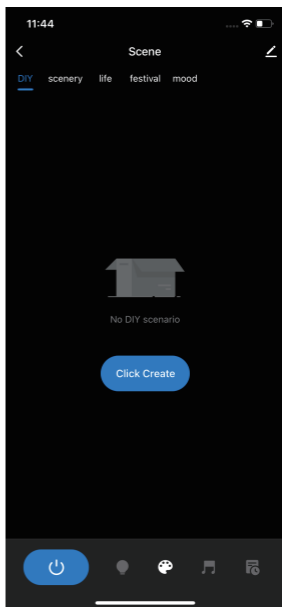 11:44
Scene
DIY scenery life festival mood
No DIY scenario
Click Create